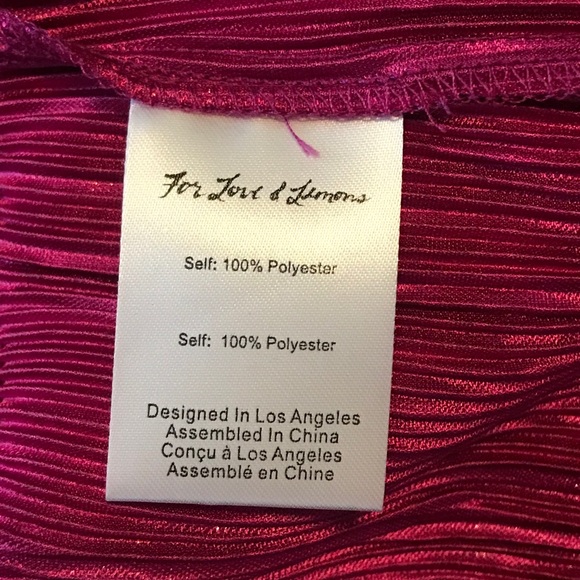 For Love & Lemons
Self: 100% Polyester
Self: 100% Polyester
Designed In Los Angeles
Assembled In China
Conçu à Los Angeles
Assemblé en Chine